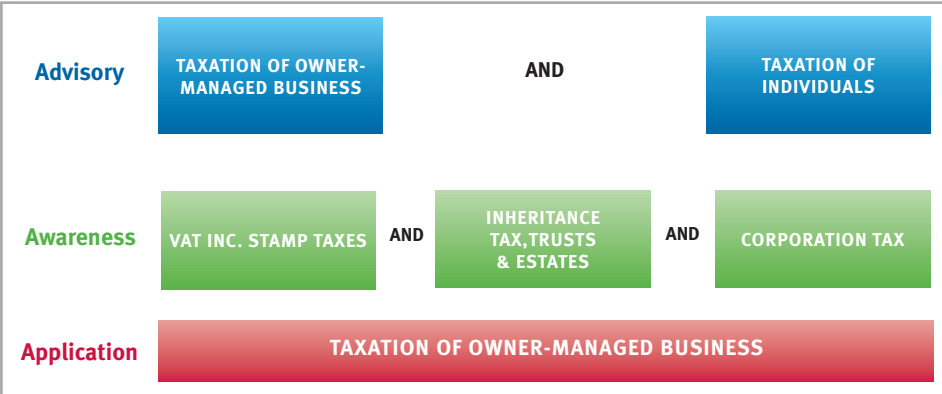 Advisory
TAXATION OF OWNER-
MANAGED BUSINESS
AND
TAXATION OF
INDIVIDUALS
Awareness
VAT INC. STAMP TAXES
AND
INHERITANCE
TAX,TRUSTS
& ESTATES
AND
CORPORATION TAX
Application
TAXATION OF OWNER-MANAGED BUSINESS